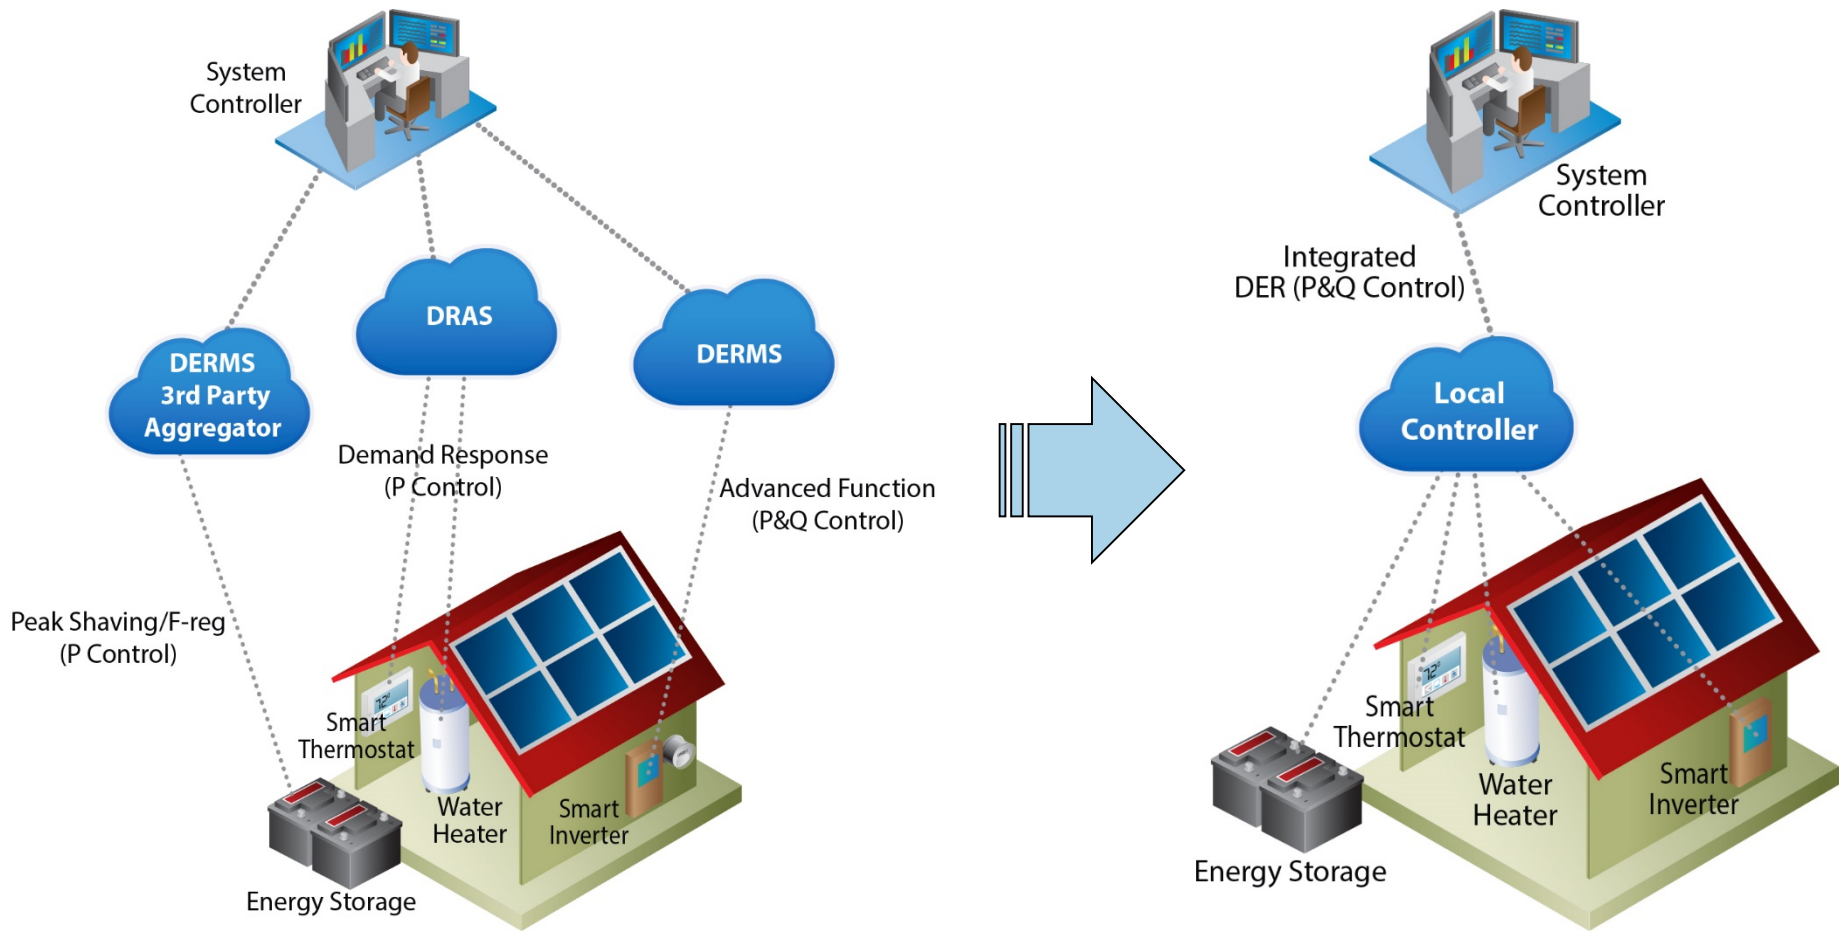 System
Controller
DERMS
3rd Party
Aggregator
DRAS
DERMS
Demand Response
(P Control)
Advanced Function
(P&Q Control)
Peak Shaving/F-reg
(P Control)
72°
Smart
Thermostat
Water
Heater
Smart
Inverter
Energy Storage
System
Controller
Integrated
DER (P&Q Control)
Local
Controller
72°
Smart
Thermostat
Water
Heater
Smart
Inverter
Energy Storage